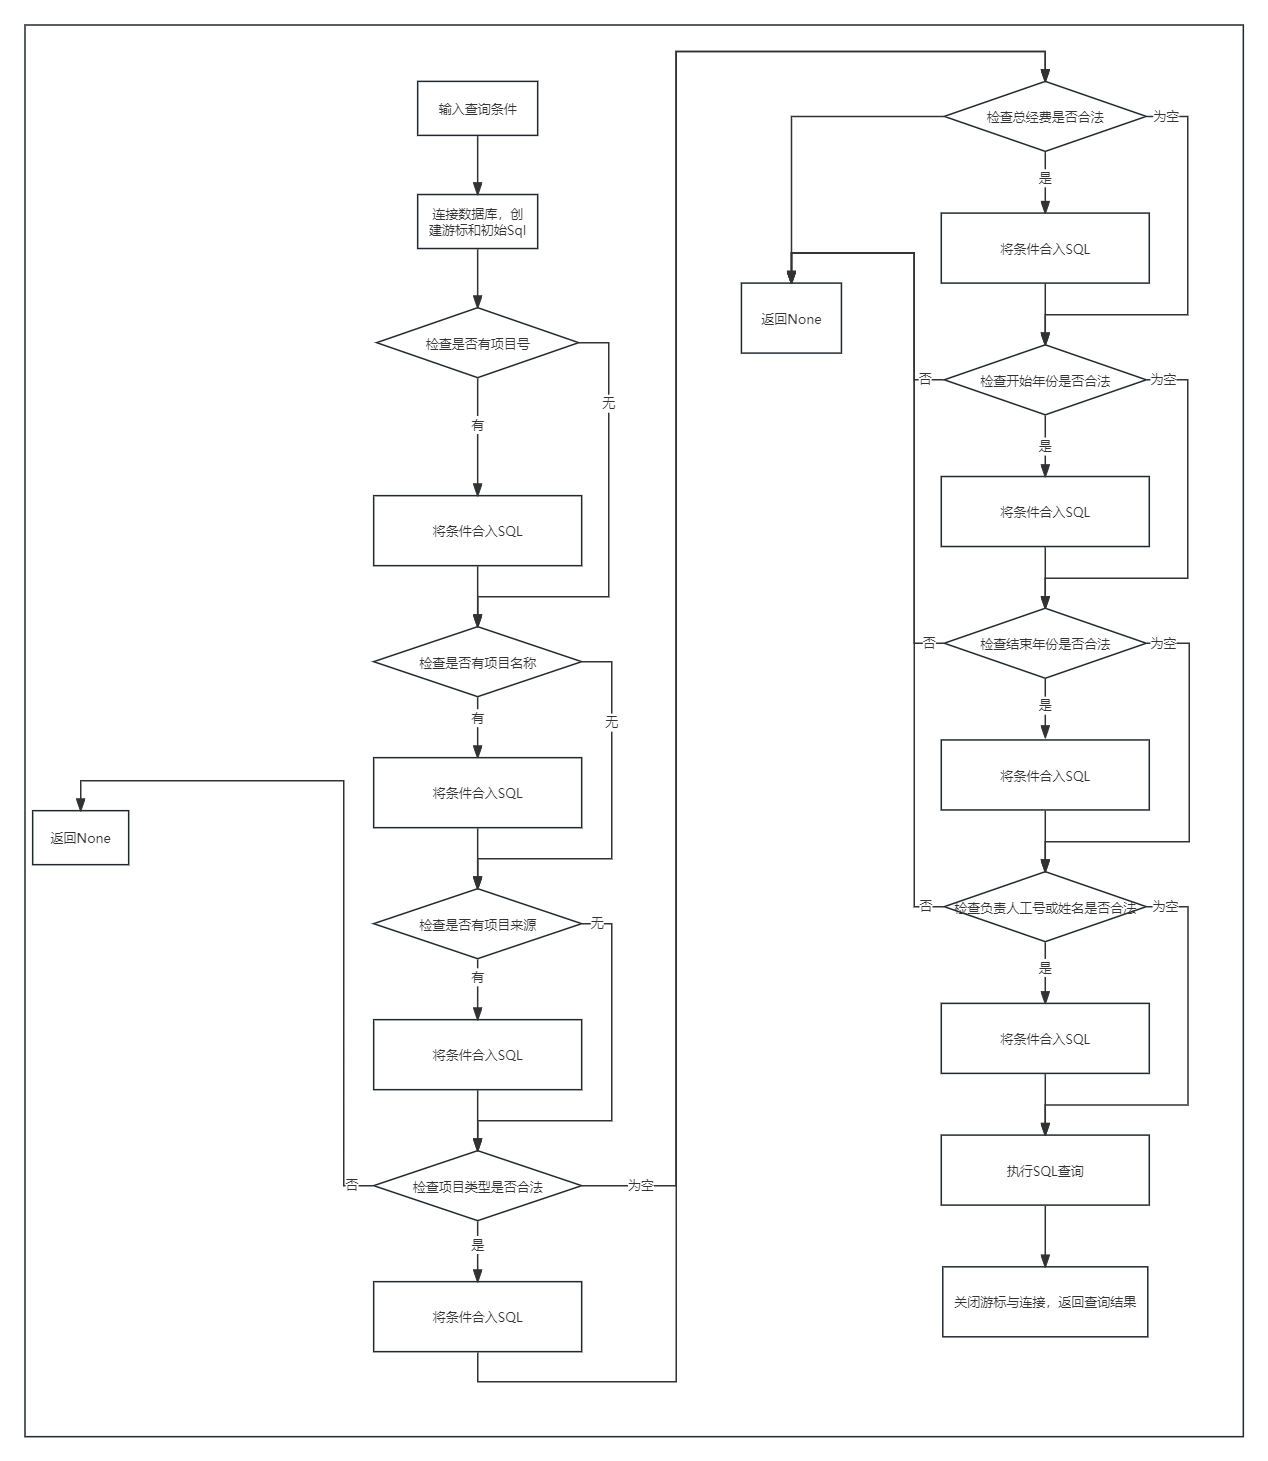 输入查询条件
连接数据库，创
建游标和初始Sql
检查是否有项目号
无
有
将条件合入SQL
检查是否有项目名称
有
无
将条件合入SQL
返回None
检查是否有项目来源
无
有
将条件合入SQL
检查项目类型是否合法
否
为空
是
将条件合入SQL
检查总经费是否合法
为空
是
将条件合入SQL
返回None
检查开始年份是否合法
否
为空
是
将条件合入SQL
检查结束年份是否合法
否
为空
是
将条件合入SQL
检查负责人工号或姓名是否合法
否
为空
是
将条件合入SQL
执行SQL查询
关闭游标与连接，返回查询结果